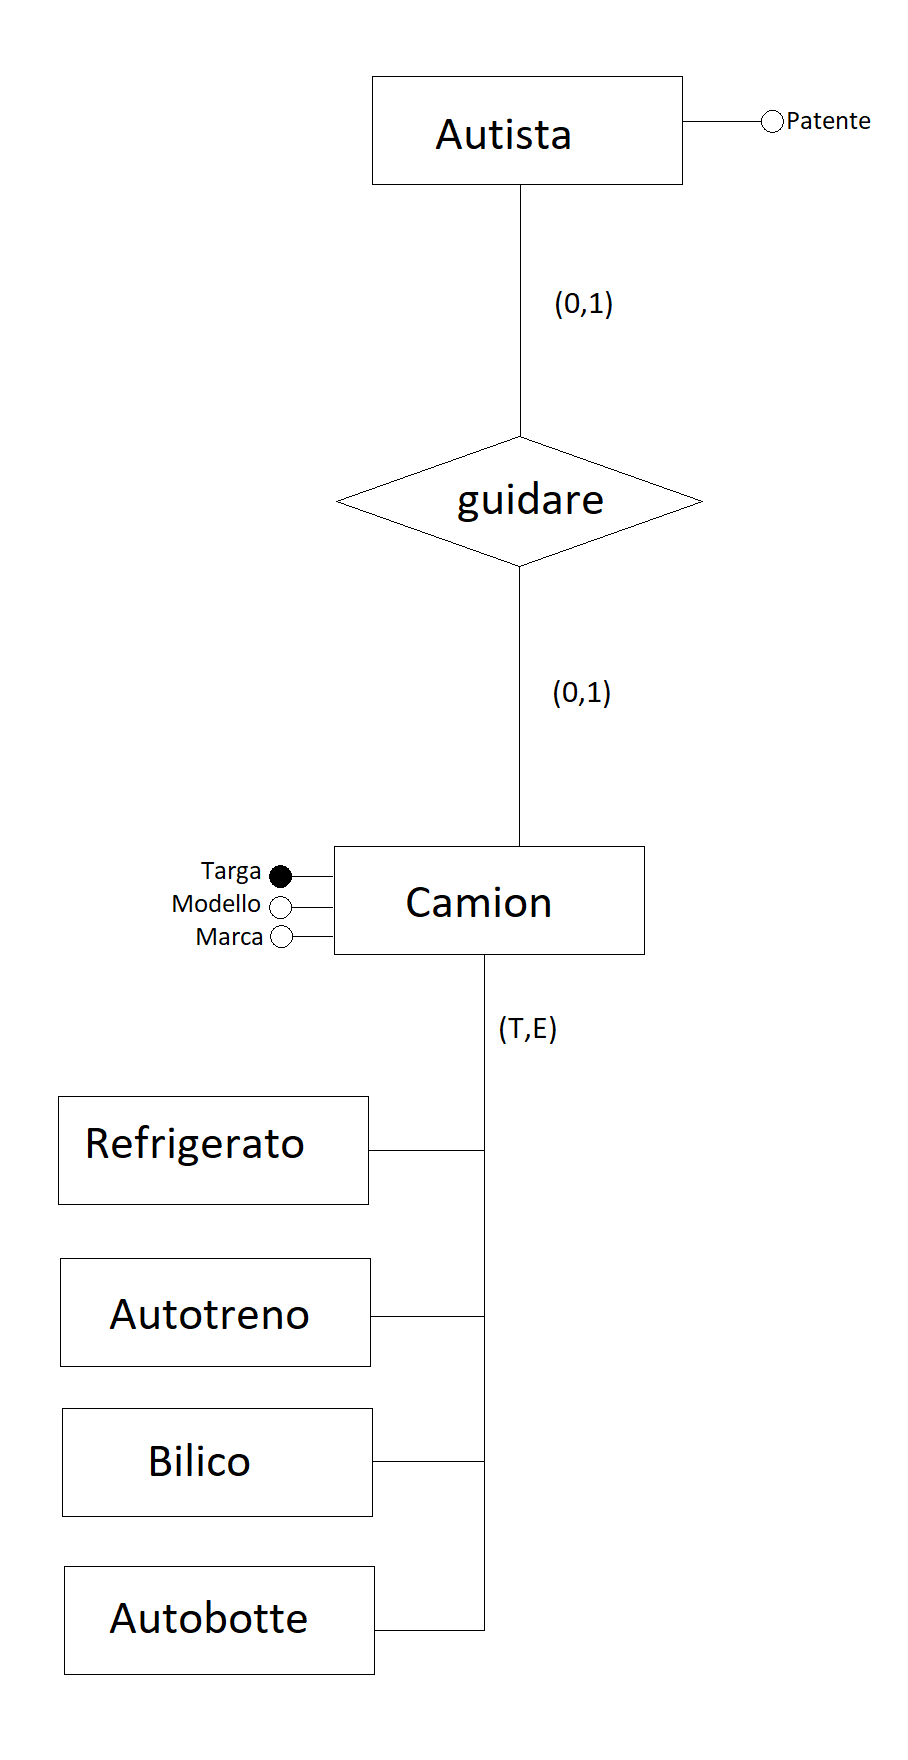 Autista
Patente
(0,1)
guidare
(0,1)
Targa
Modello
Marca
Camion
(T,E)
Refrigerato
Autotreno
Bilico
Autobotte